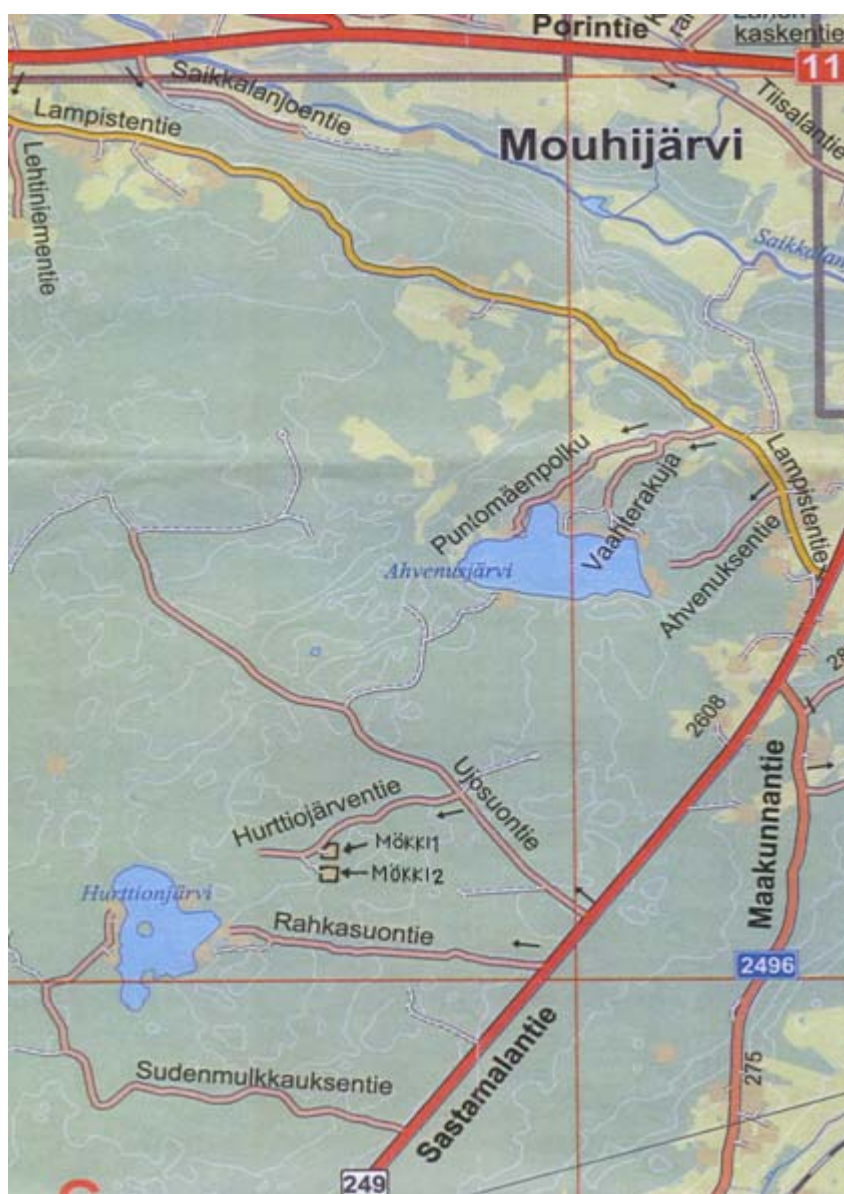 Porintie
kaskentie
11
Saikkalanjoentie
Tiisalantie
Lampistentie
Mouhijärvi
Lehtiniementie
Puntomäenpolku
Vaahterakuja
Lampistentie
Ahvenusjärvi
Ahvenuksentie
2608
Ujosuontie
Hurttiojärventie
MÖKKI1
MÖKKI2
Maakunnantie
Hurttionjärvi
Rahkasuontie
2496
Sastamalantie
Sudenmulkkauksentie
275
249